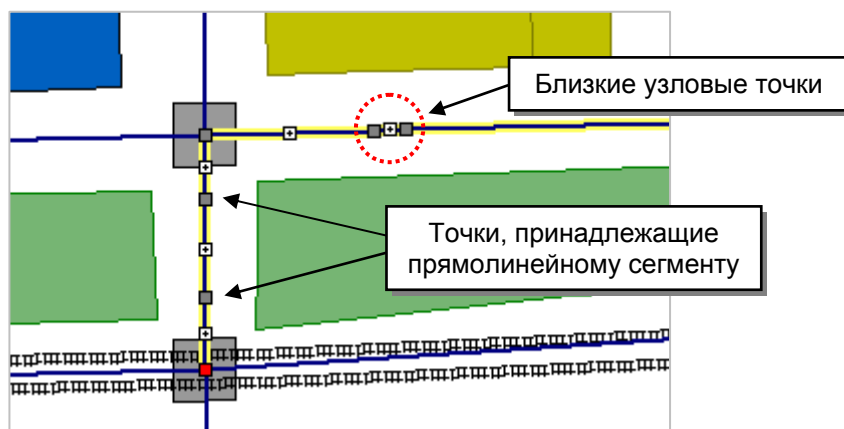 Близкие узловые точки
Точки, принадлежащие
прямолинейному сегменту